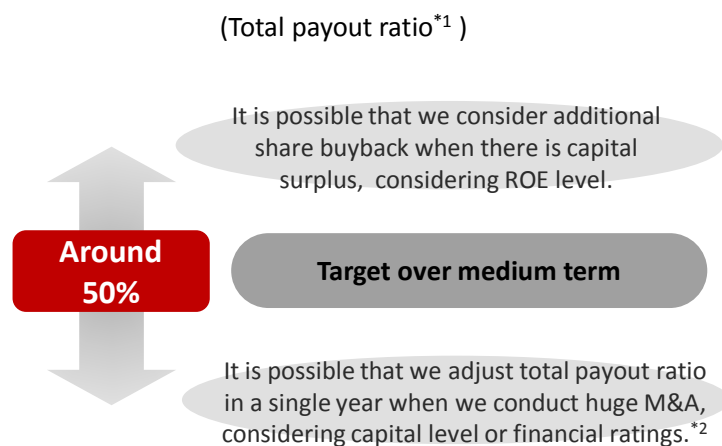 (Total payout ratio*1 )
It is possible that we consider additional
share buyback when there is capital
surplus, considering ROE level.
Around
50%
Target over medium term
It is possible that we adjust total payout ratio
in a single year when we conduct huge M&A,
considering capital level or financial ratings.*2